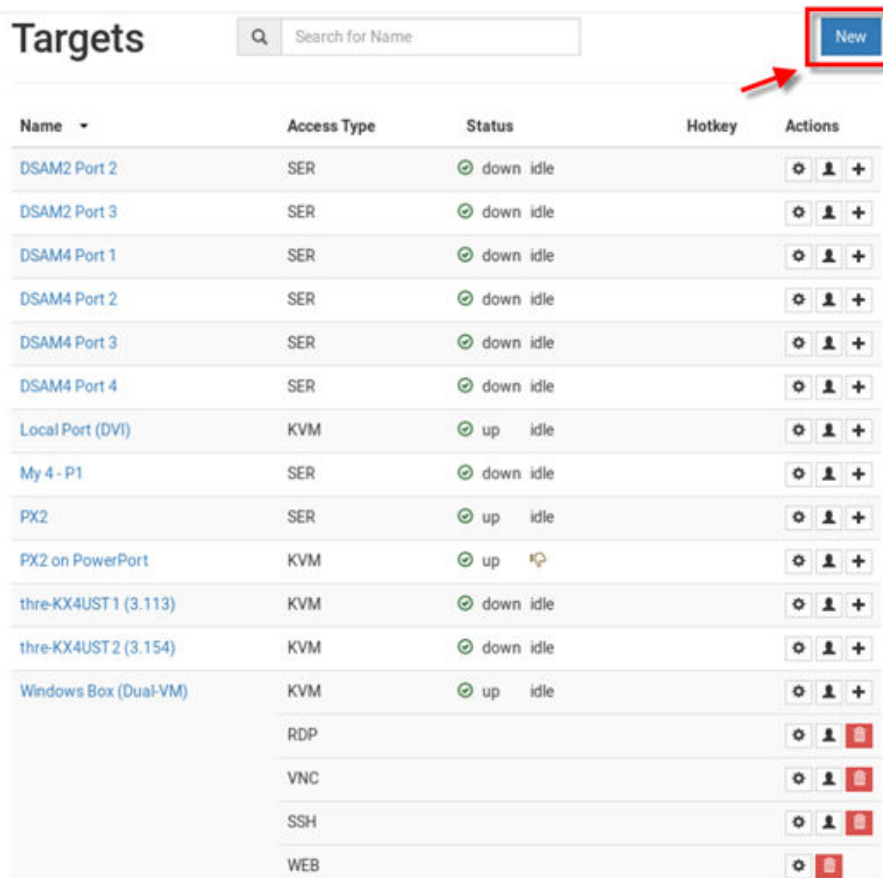 Targets Search for Name New
Name Access Type Status Hotkey Actions
DSAM2 Port 2 SER down idle
DSAM2 Port 3 SER down idle
DSAM4 Port 1 SER down idle
DSAM4 Port 2 SER down idle
DSAM4 Port 3 SER down idle
DSAM4 Port 4 SER down idle
Local Port (DVI) KVM up idle
My 4 - P1 SER down idle
PX2 SER up idle
PX2 on PowerPort KVM up
thre-KX4UST 1 (3.113) KVM down idle
thre-KX4UST 2 (3.154) KVM down idle
Windows Box (Dual-VM) KVM up idle
RDP
VNC
SSH
WEB